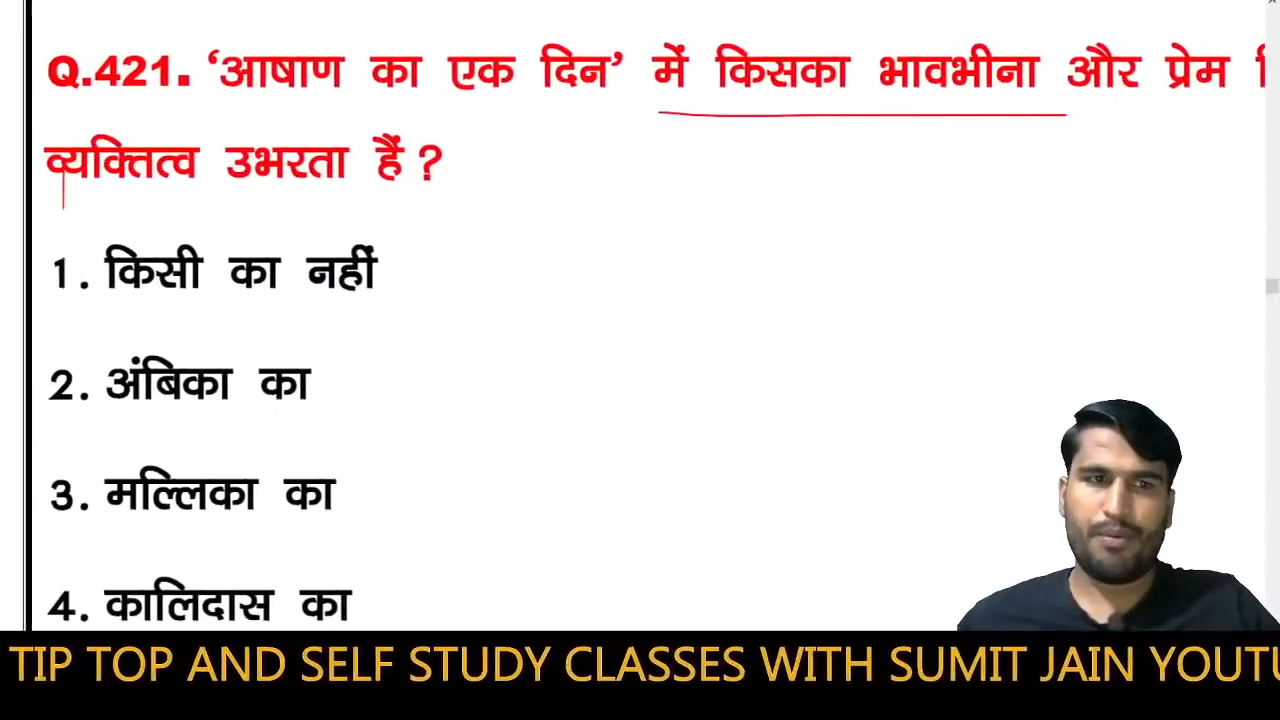 Q.421. ‘आषाण का एक दिन’ में किसका भावभीना और प्रेम
व्यक्तित्व उभरता हैं ?
1. किसी का नहीं
2. अंबिका का
3. मल्लिका का
4. कालिदास का
TIP TOP AND SELF STUDY CLASSES WITH SUMIT JAIN